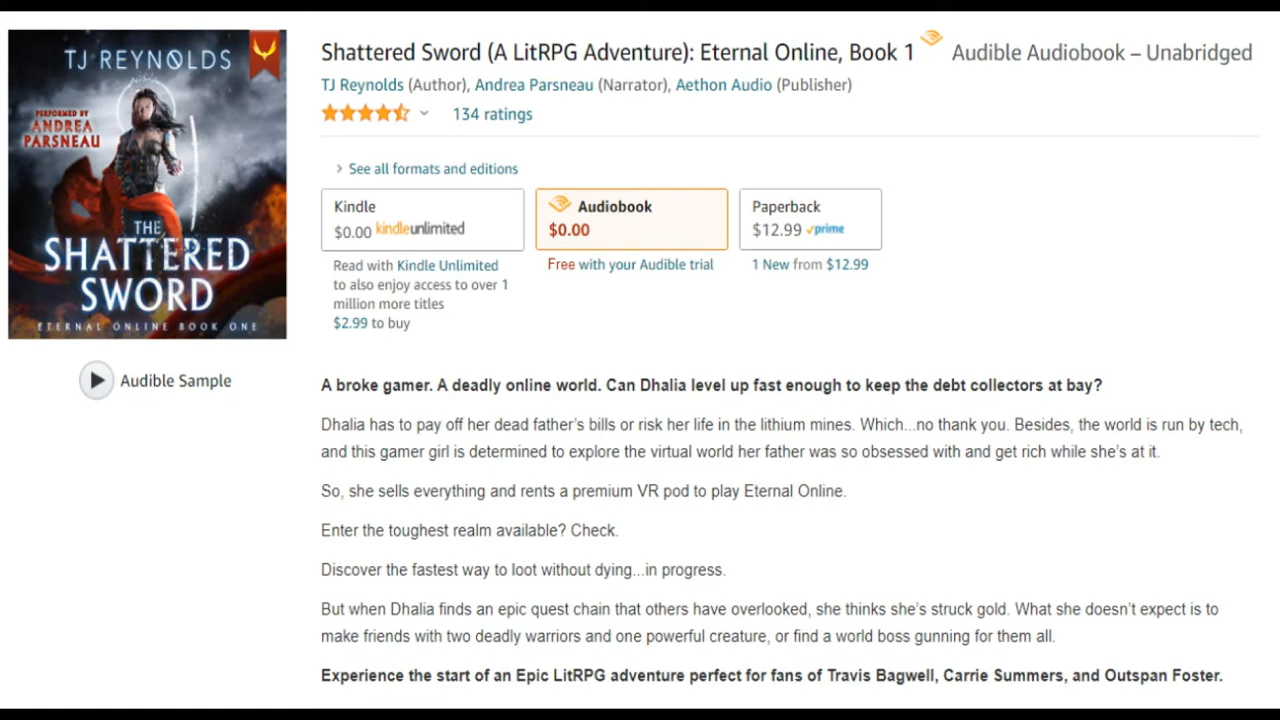 TJ REYNOLDS
PERFORMED BY
ANDREA
PARSNEAU
THE
SHATTERED
SWORD
ETERNAL ONLINE BOOK ONE
Audible Sample
Shattered Sword (A LitRPG Adventure): Eternal Online, Book 1 Audible Audiobook – Unabridged
TJ Reynolds (Author), Andrea Parsneau (Narrator), Aethon Audio (Publisher)
134 ratings
See all formats and editions
Kindle
$0.00 kindleunlimited
Read with Kindle Unlimited
to also enjoy access to over 1
million more titles
$2.99 to buy
Audiobook
$0.00
Free with your Audible trial
Paperback
$12.99 prime
1 New from $12.99
A broke gamer. A deadly online world. Can Dhalia level up fast enough to keep the debt collectors at bay?
Dhalia has to pay off her dead father's bills or risk her life in the lithium mines. Which...no thank you. Besides, the world is run by tech,
and this gamer girl is determined to explore the virtual world her father was so obsessed with and get rich while she's at it.
So, she sells everything and rents a premium VR pod to play Eternal Online.
Enter the toughest realm available? Check.
Discover the fastest way to loot without dying...in progress.
But when Dhalia finds an epic quest chain that others have overlooked, she thinks she's struck gold. What she doesn't expect is to
make friends with two deadly warriors and one powerful creature, or find a world boss gunning for them all.
Experience the start of an Epic LitRPG adventure perfect for fans of Travis Bagwell, Carrie Summers, and Outspan Foster.